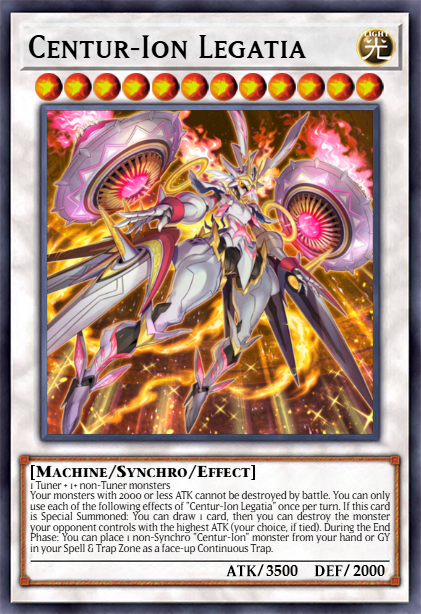 Centur-Ion Legatia
LIGHT
光
[Machine/Synchro/Effect]
1 Tuner + 1+ non-Tuner monsters
Your monsters with 2000 or less ATK cannot be destroyed by battle. You can only
use each of the following effects of "Centur-Ion Legatia" once per turn. If this card
is Special Summoned: You can draw 1 card, then you can destroy the monster
your opponent controls with the highest ATK (your choice, if tied). During the End
Phase: You can place 1 non-Synchro "Centur-Ion" monster from your hand or GY
in your Spell & Trap Zone as a face-up Continuous Trap.
ATK/3500 DEF/2000